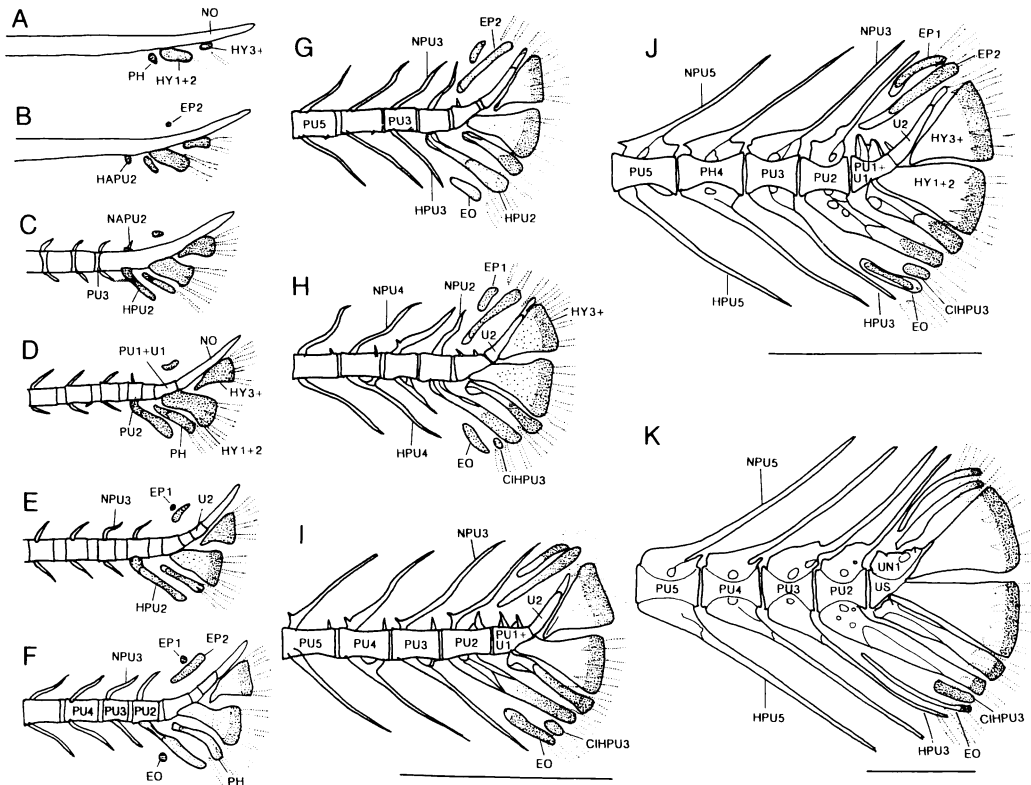 A
NO
HY3+
PH
HY1+2
B
EP2
HAPU2
C
NAPU2
PU3
HPU2
D
PU1+U1
NO
HY3+
PU2
PH
HY1+2
E
NPU3
EP1
U2
HPU2
F
NPU3
EP1
EP2
PU4
PU3
PU2
EO
PH
G
NPU3
EP2
PU5
PU3
HPU3
EO
HPU2
H
NPU4
NPU2
EP1
U2
HY3+
HPU4
EO
ClHPU3
I
NPU3
U2
PU5
PU4
PU3
PU2
PU1+
U1
ClHPU3
EO
J
NPU5
NPU3
EP1
EP2
U2
HY3+
PU5
PH4
PU3
PU2
PU1+
U1
HY1+2
HPU5
HPU3
EO
ClHPU3
K
NPU5
UN1
PU5
PU4
PU3
PU2
US
HPU5
HPU3
EO
ClHPU3